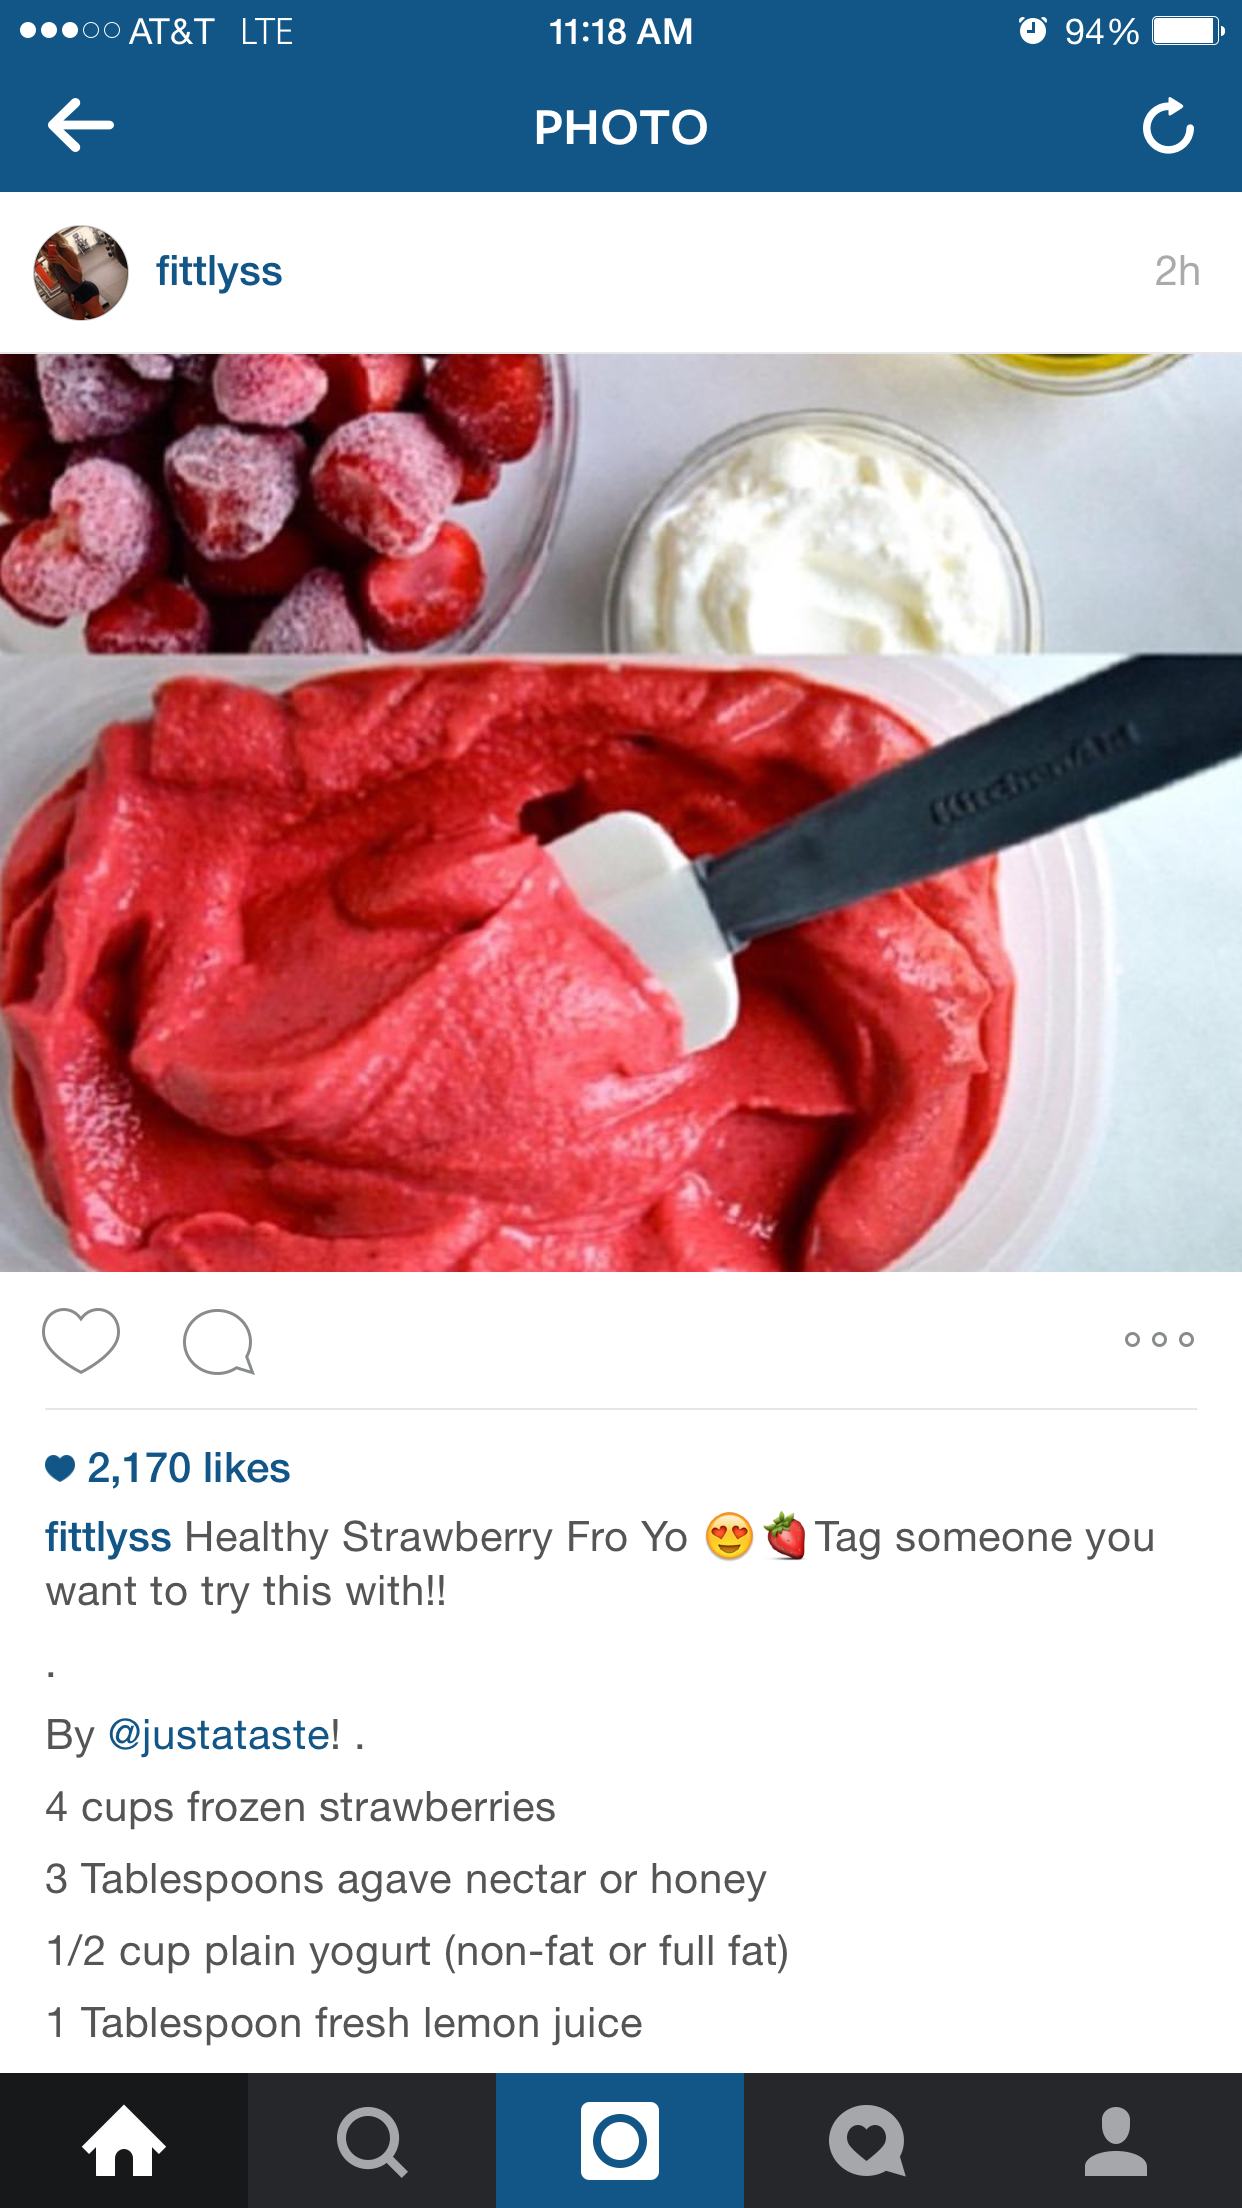 AT&T LTE 11:18 AM 94%
PHOTO
fittlyss 2h
KitchenAid
2,170 likes
fittlyss Healthy Strawberry Fro Yo 😍🍓Tag someone you
want to try this with!!
.
By @justataste! .
4 cups frozen strawberries
3 Tablespoons agave nectar or honey
1/2 cup plain yogurt (non-fat or full fat)
1 Tablespoon fresh lemon juice